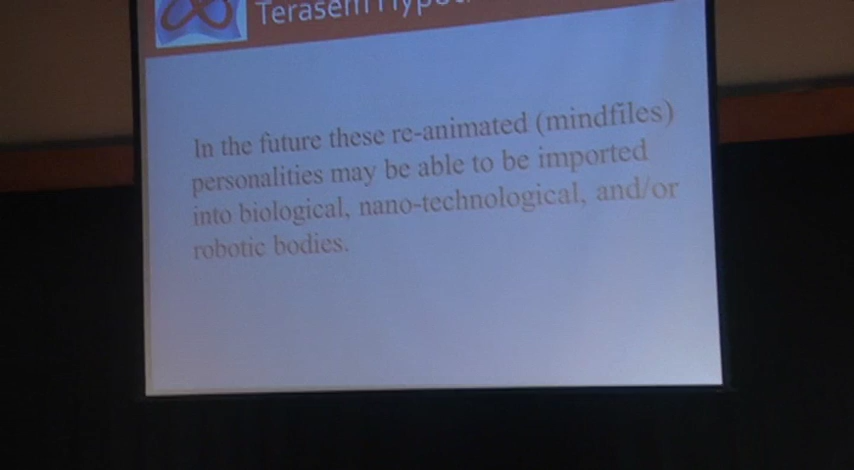 Terasem
In the future these re-animated (mindfiles)
personalities may be able to be imported
into biological, nano-technological, and/or
robotic bodies.